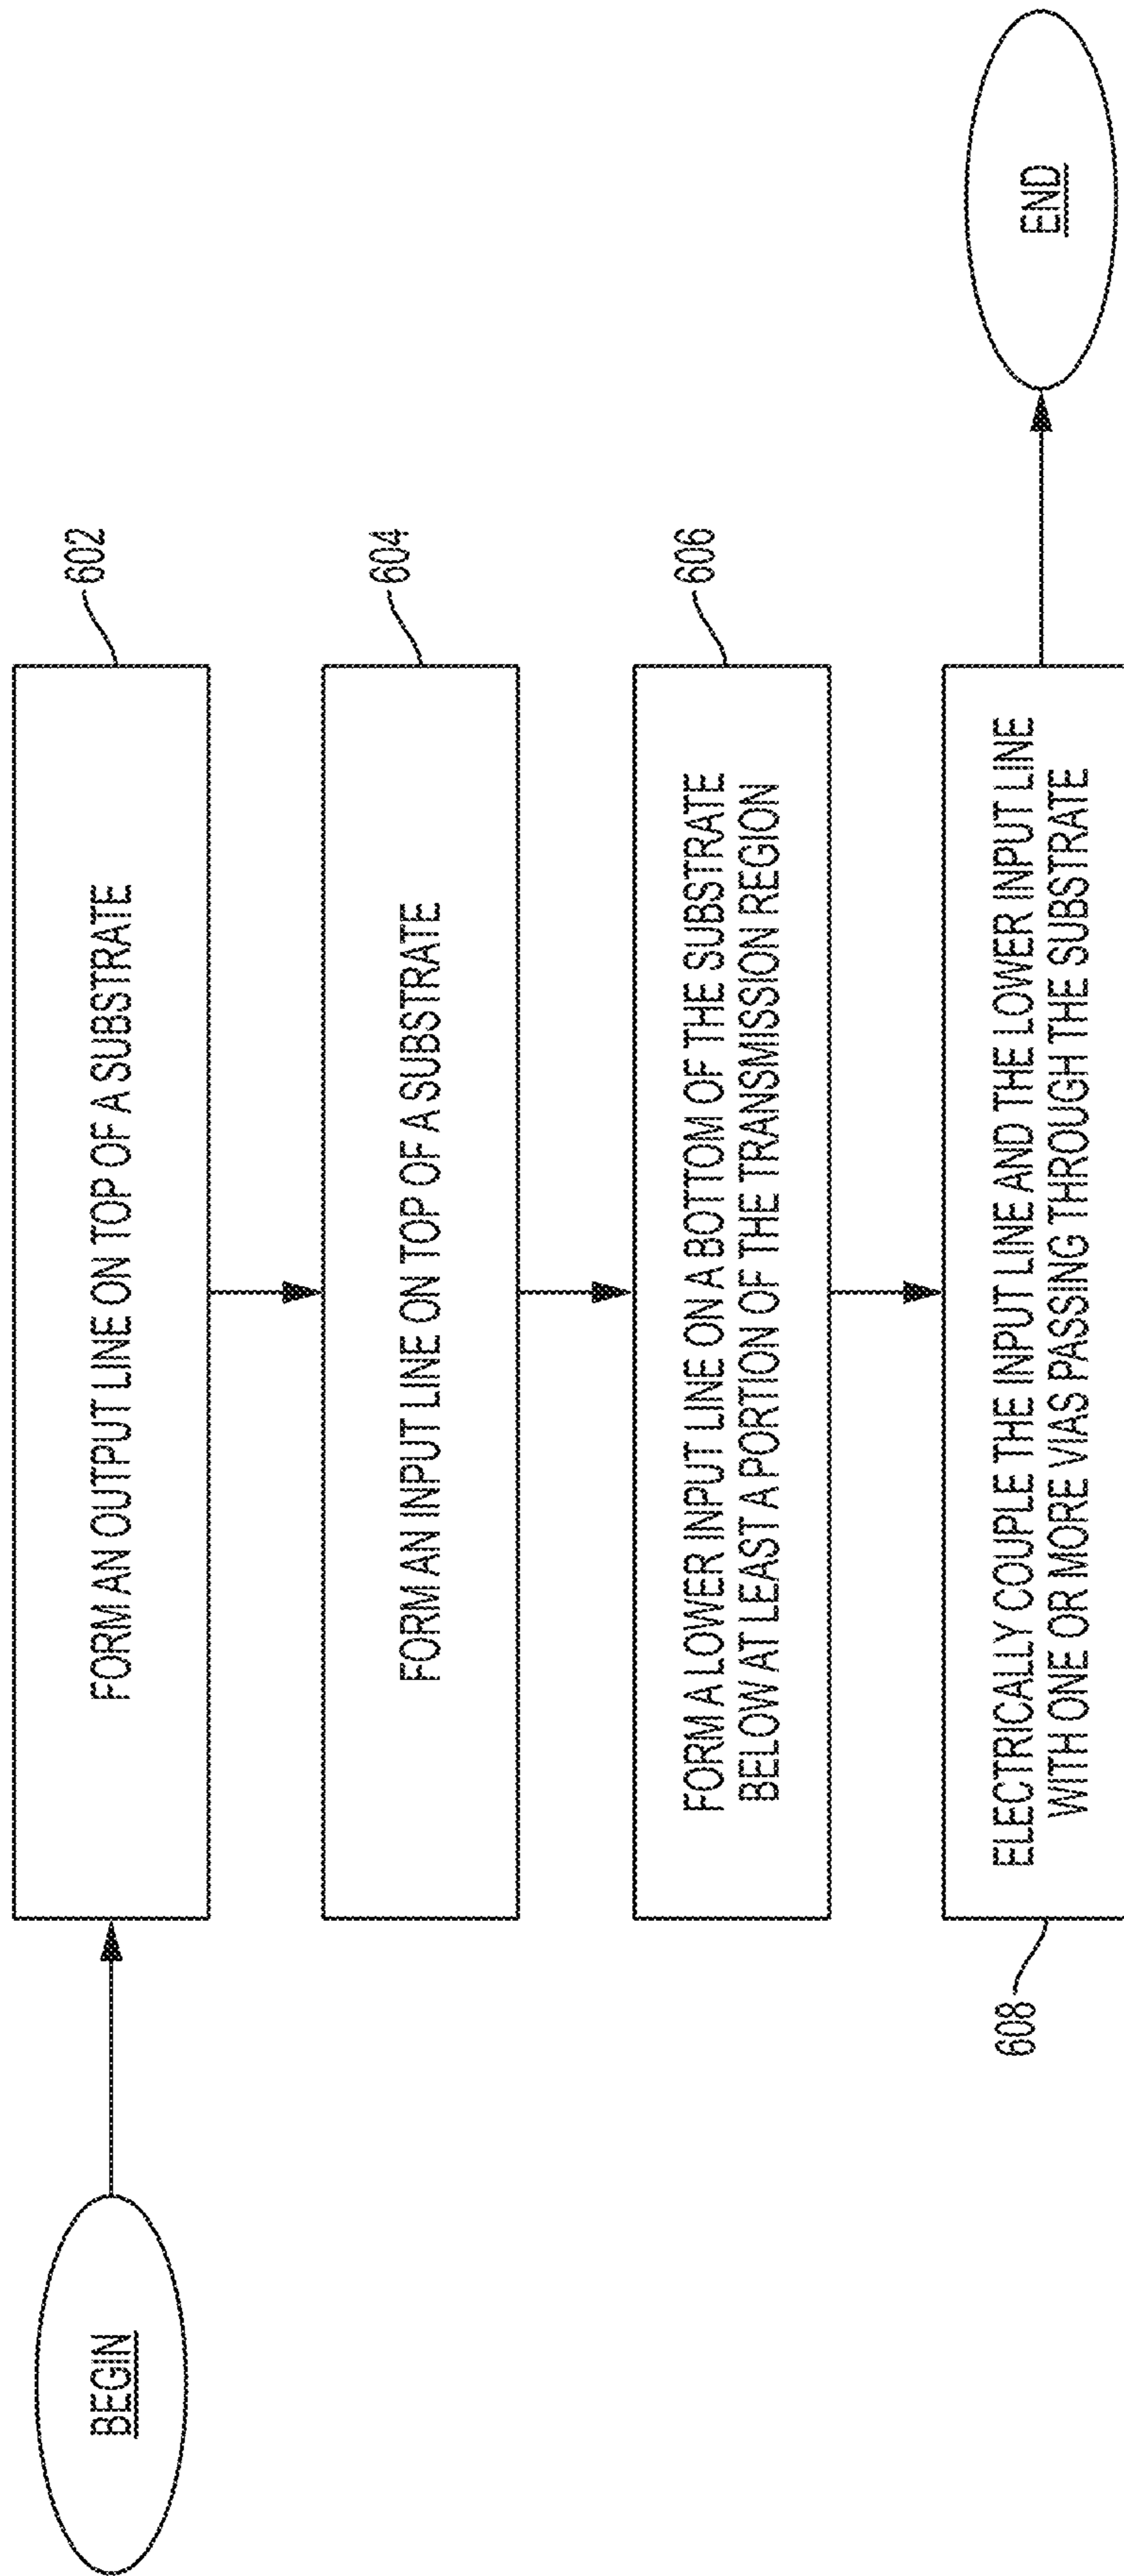 BEGIN
FORM AN OUTPUT LINE ON TOP OF A SUBSTRATE
602
FORM AN INPUT LINE ON TOP OF A SUBSTRATE
604
FORM A LOWER INPUT LINE ON A BOTTOM OF THE SUBSTRATE
BELOW AT LEAST A PORTION OF THE TRANSMISSION REGION
606
608
ELECTRICALLY COUPLE THE INPUT LINE AND THE LOWER INPUT LINE
WITH ONE OR MORE VIAS PASSING THROUGH THE SUBSTRATE
END